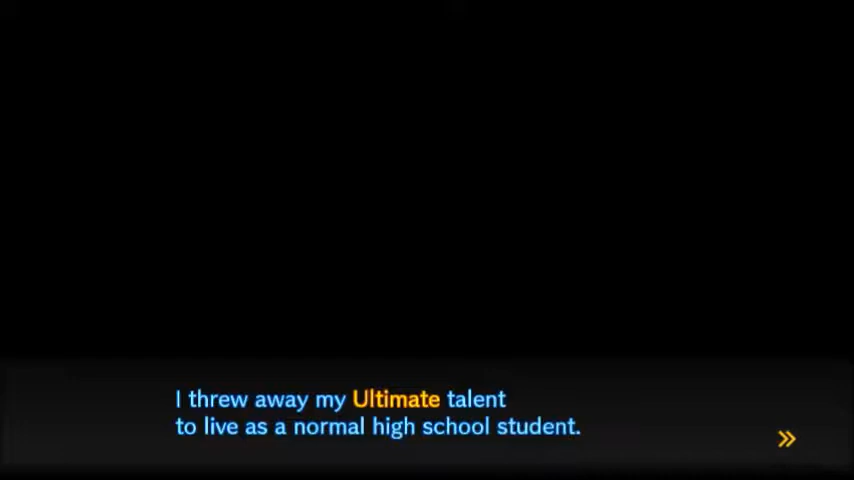 I threw away my Ultimate talent
to live as a normal high school student.